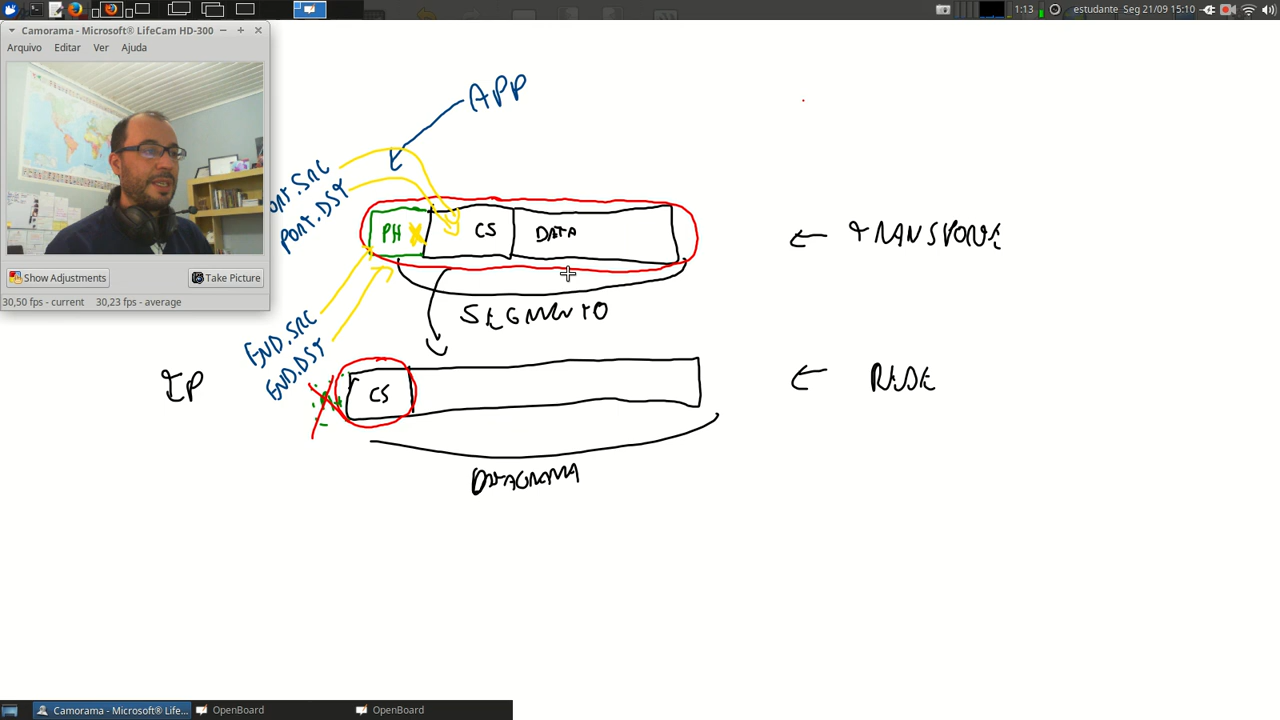 1:13
estudante Seg 21/09 15:10
Camorama - Microsoft® LifeCam HD-300
Arquivo Editar Ver Ajuda
Show Adjustments
Take Picture
30,50 fps - current 30,23 fps - average
APP
PORT.SRC
PORT.DST
PH
CS
DATA
TRANSPORTE
SEGMENTO
END.SRC
END.DST
IP
CS
REDE
DATAGRAMA
Camorama - Microsoft® Life...
OpenBoard
OpenBoard